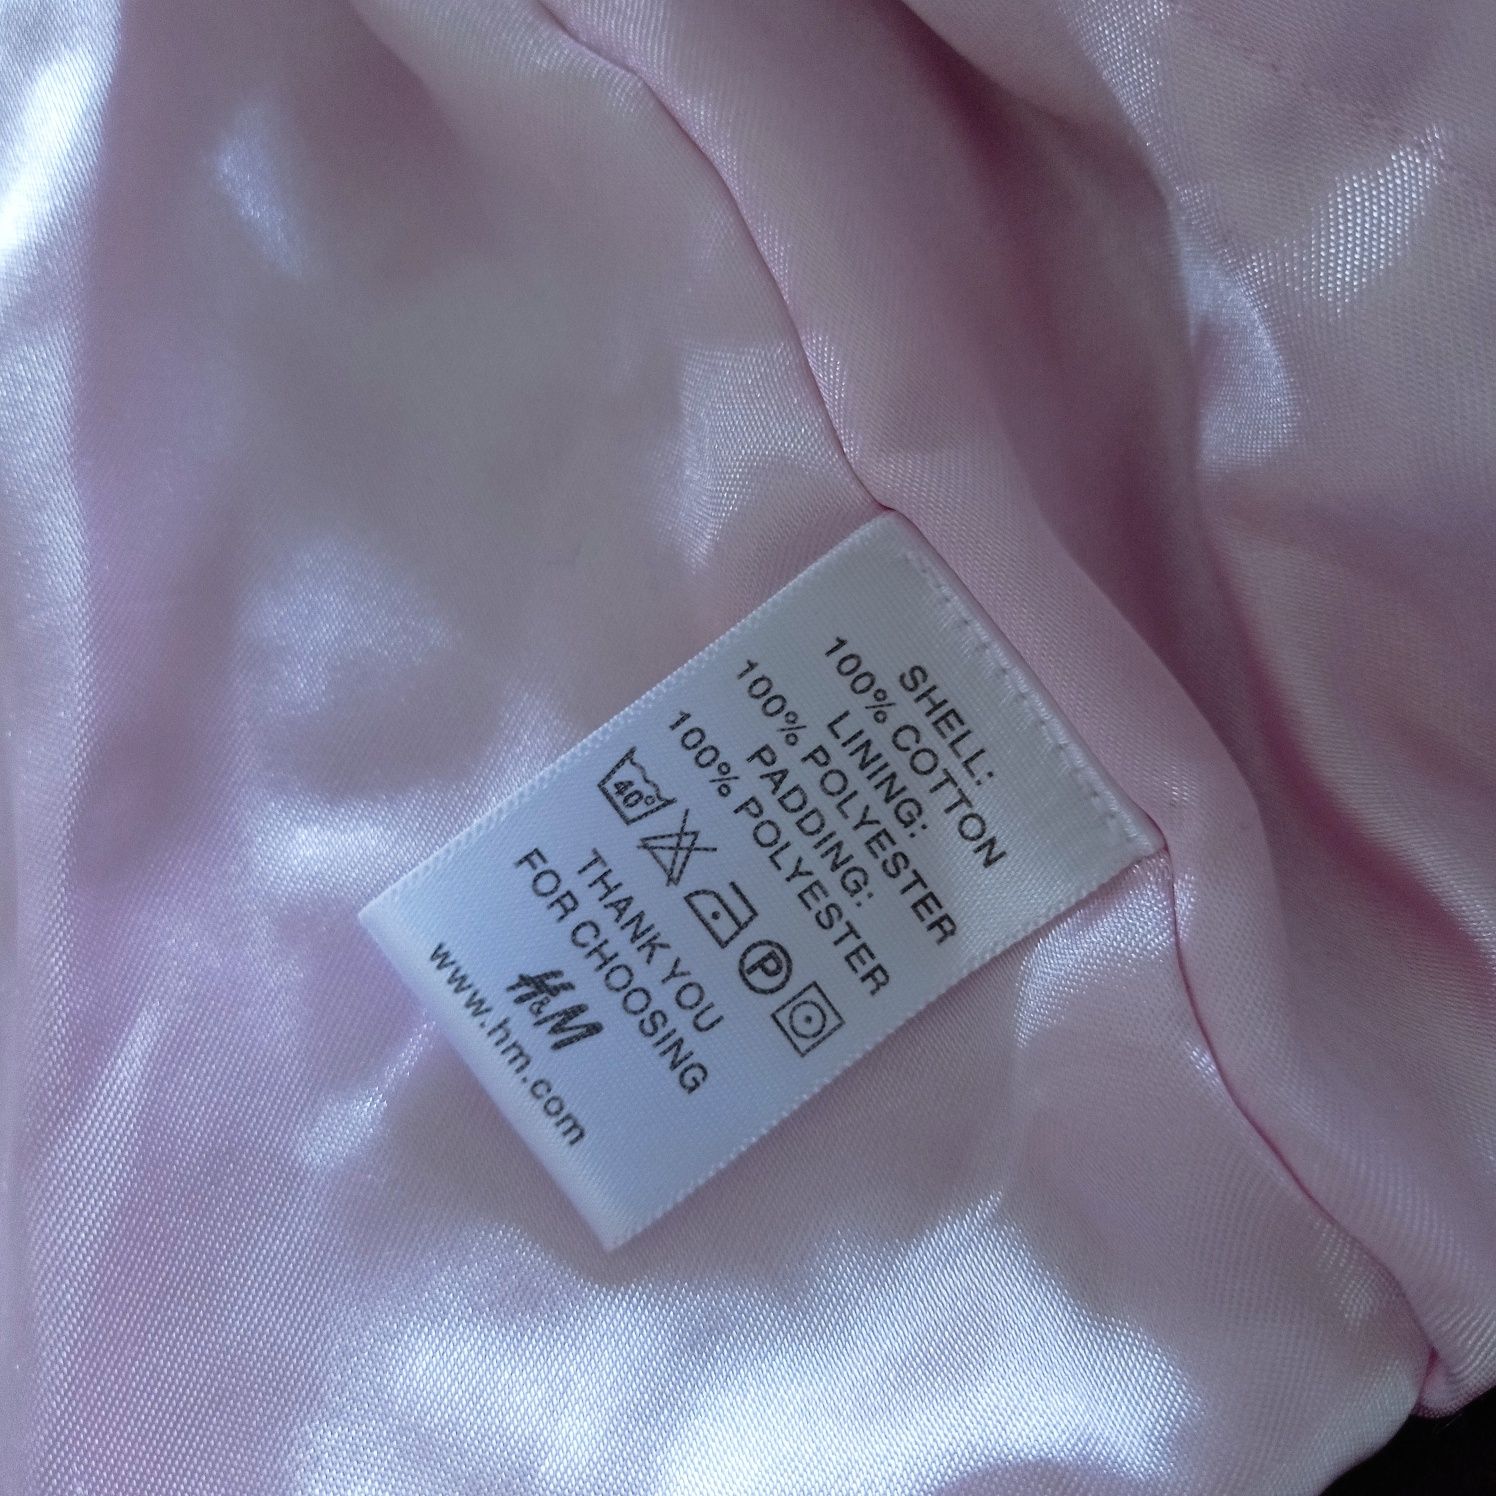 SHELL:
100% COTTON
LINING:
100% POLYESTER
PADDING:
100% POLYESTER
40° P
THANK YOU
FOR CHOOSING
H&M
www.hm.com